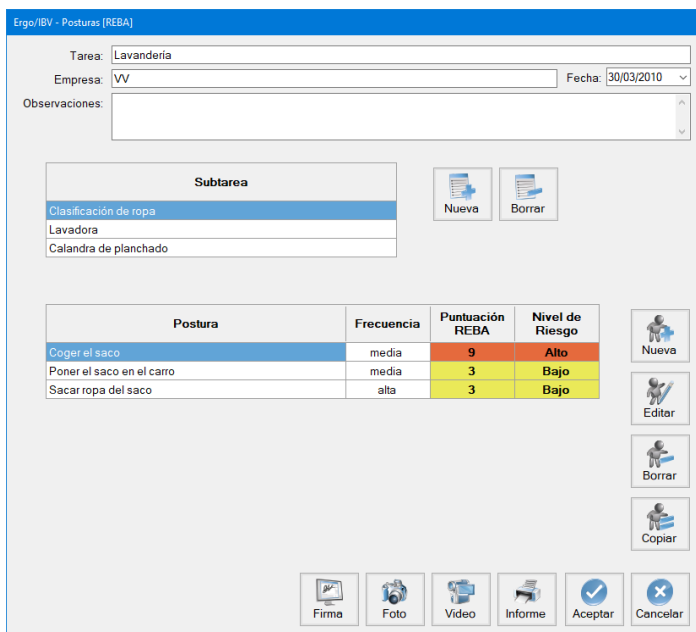 Ergo/IBV - Posturas [REBA]
Tarea: Lavandería
Empresa: VV Fecha: 30/03/2010
Observaciones:
Subtarea
Clasificación de ropa
Lavadora
Calandra de planchado
Nueva Borrar
Postura Frecuencia Puntuación REBA Nivel de Riesgo
Coger el saco media 9 Alto
Poner el saco en el carro media 3 Bajo
Sacar ropa del saco alta 3 Bajo
Nueva
Editar
Borrar
Copiar
Firma Foto Video Informe Aceptar Cancelar